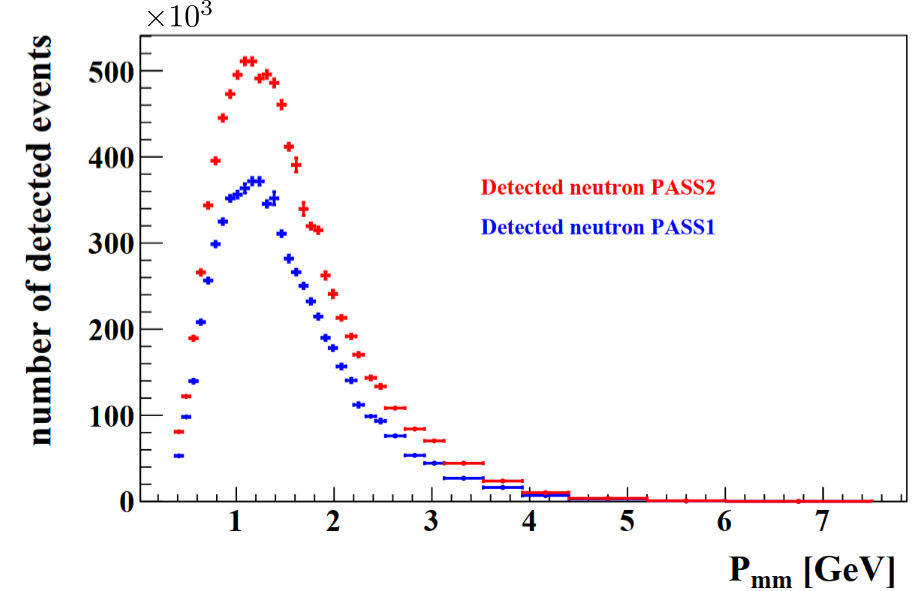 ×10³
number of detected events
500
400
300
200
100
0
Detected neutron PASS2
Detected neutron PASS1
1 2 3 4 5 6 7
Pmm [GeV]